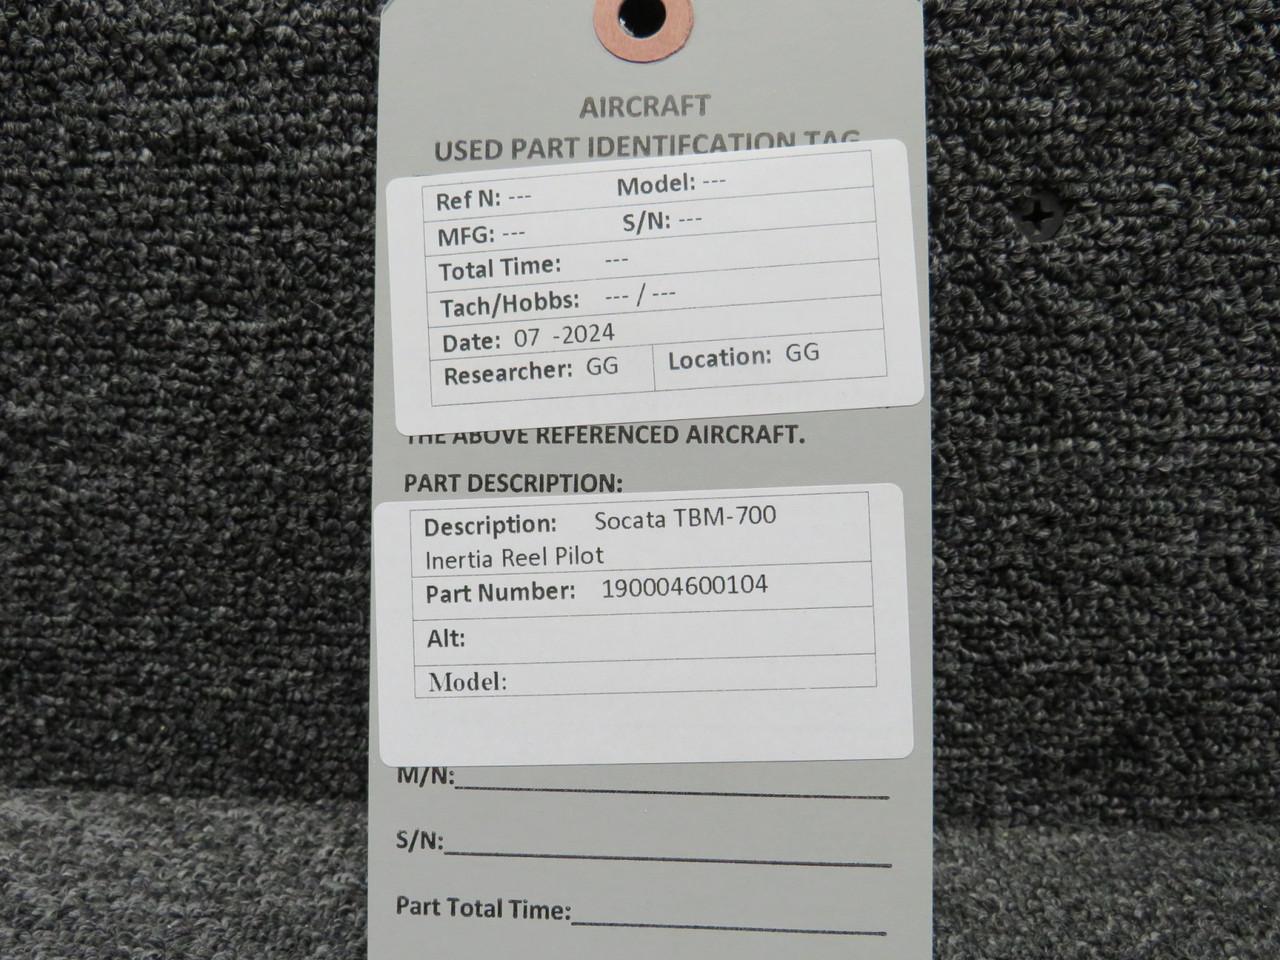 AIRCRAFT
USED PART IDENTIFCATION TAG
Ref N: --- Model: ---
MFG: --- S/N: ---
Total Time: ---
Tach/Hobbs: --- / ---
Date: 07 -2024
Researcher: GG Location: GG
THE ABOVE REFERENCED AIRCRAFT.
PART DESCRIPTION:
Description: Socata TBM-700
Inertia Reel Pilot
Part Number: 190004600104
Alt:
Model:
M/N:
S/N:
Part Total Time: